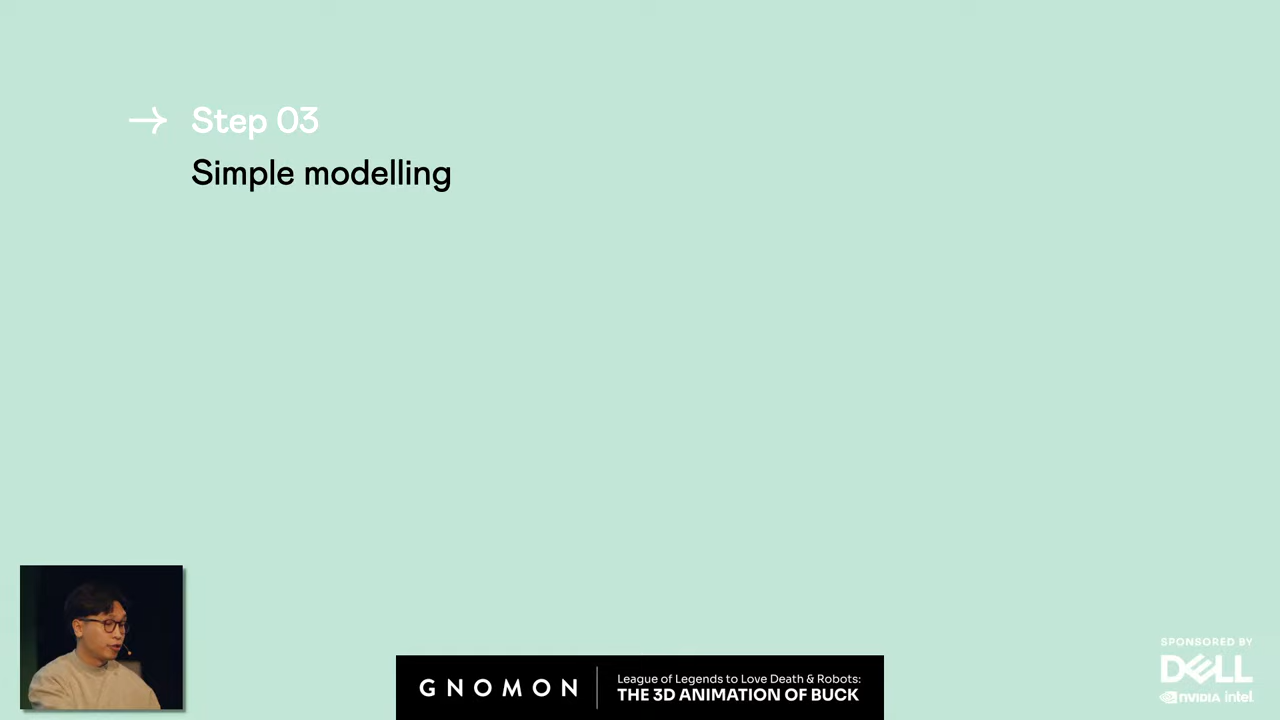 → Step 03
Simple modelling
GNOMON
League of Legends to Love Death & Robots:
THE 3D ANIMATION OF BUCK
SPONSORED BY
DELL
NVIDIA intel